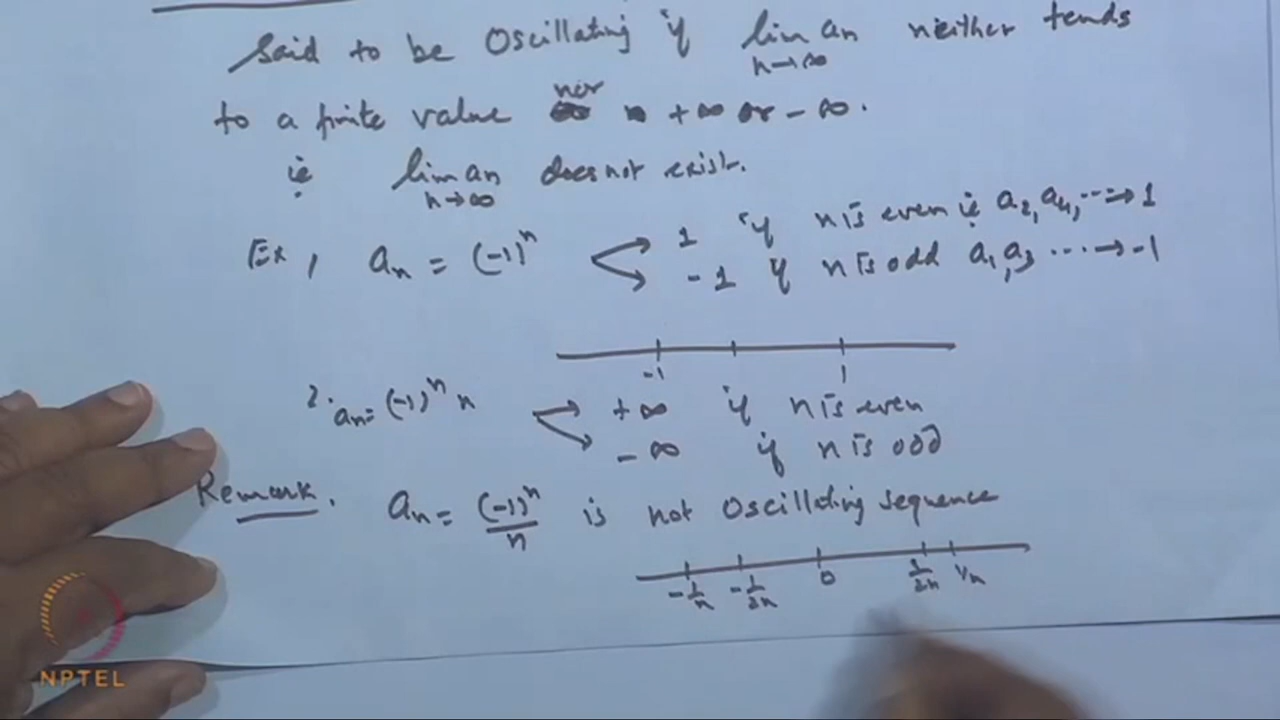 said to be Oscillating if lim an neither tends
n→∞
to a finite value nor +∞ or -∞.
ie lim an does not exist.
n→∞
Ex, an = (-1)^n 1 if n is even ie a2, a4, ...→ 1
-1 if n is odd a1, a3 ....→ -1
-1 1
2. an= (-1)^n n +∞ if n is even
-∞ if n is odd
Remark. an = (-1)^n/n is not Oscillating sequence
-1/n -1/2n 0 1/2n 1/n
NPTEL